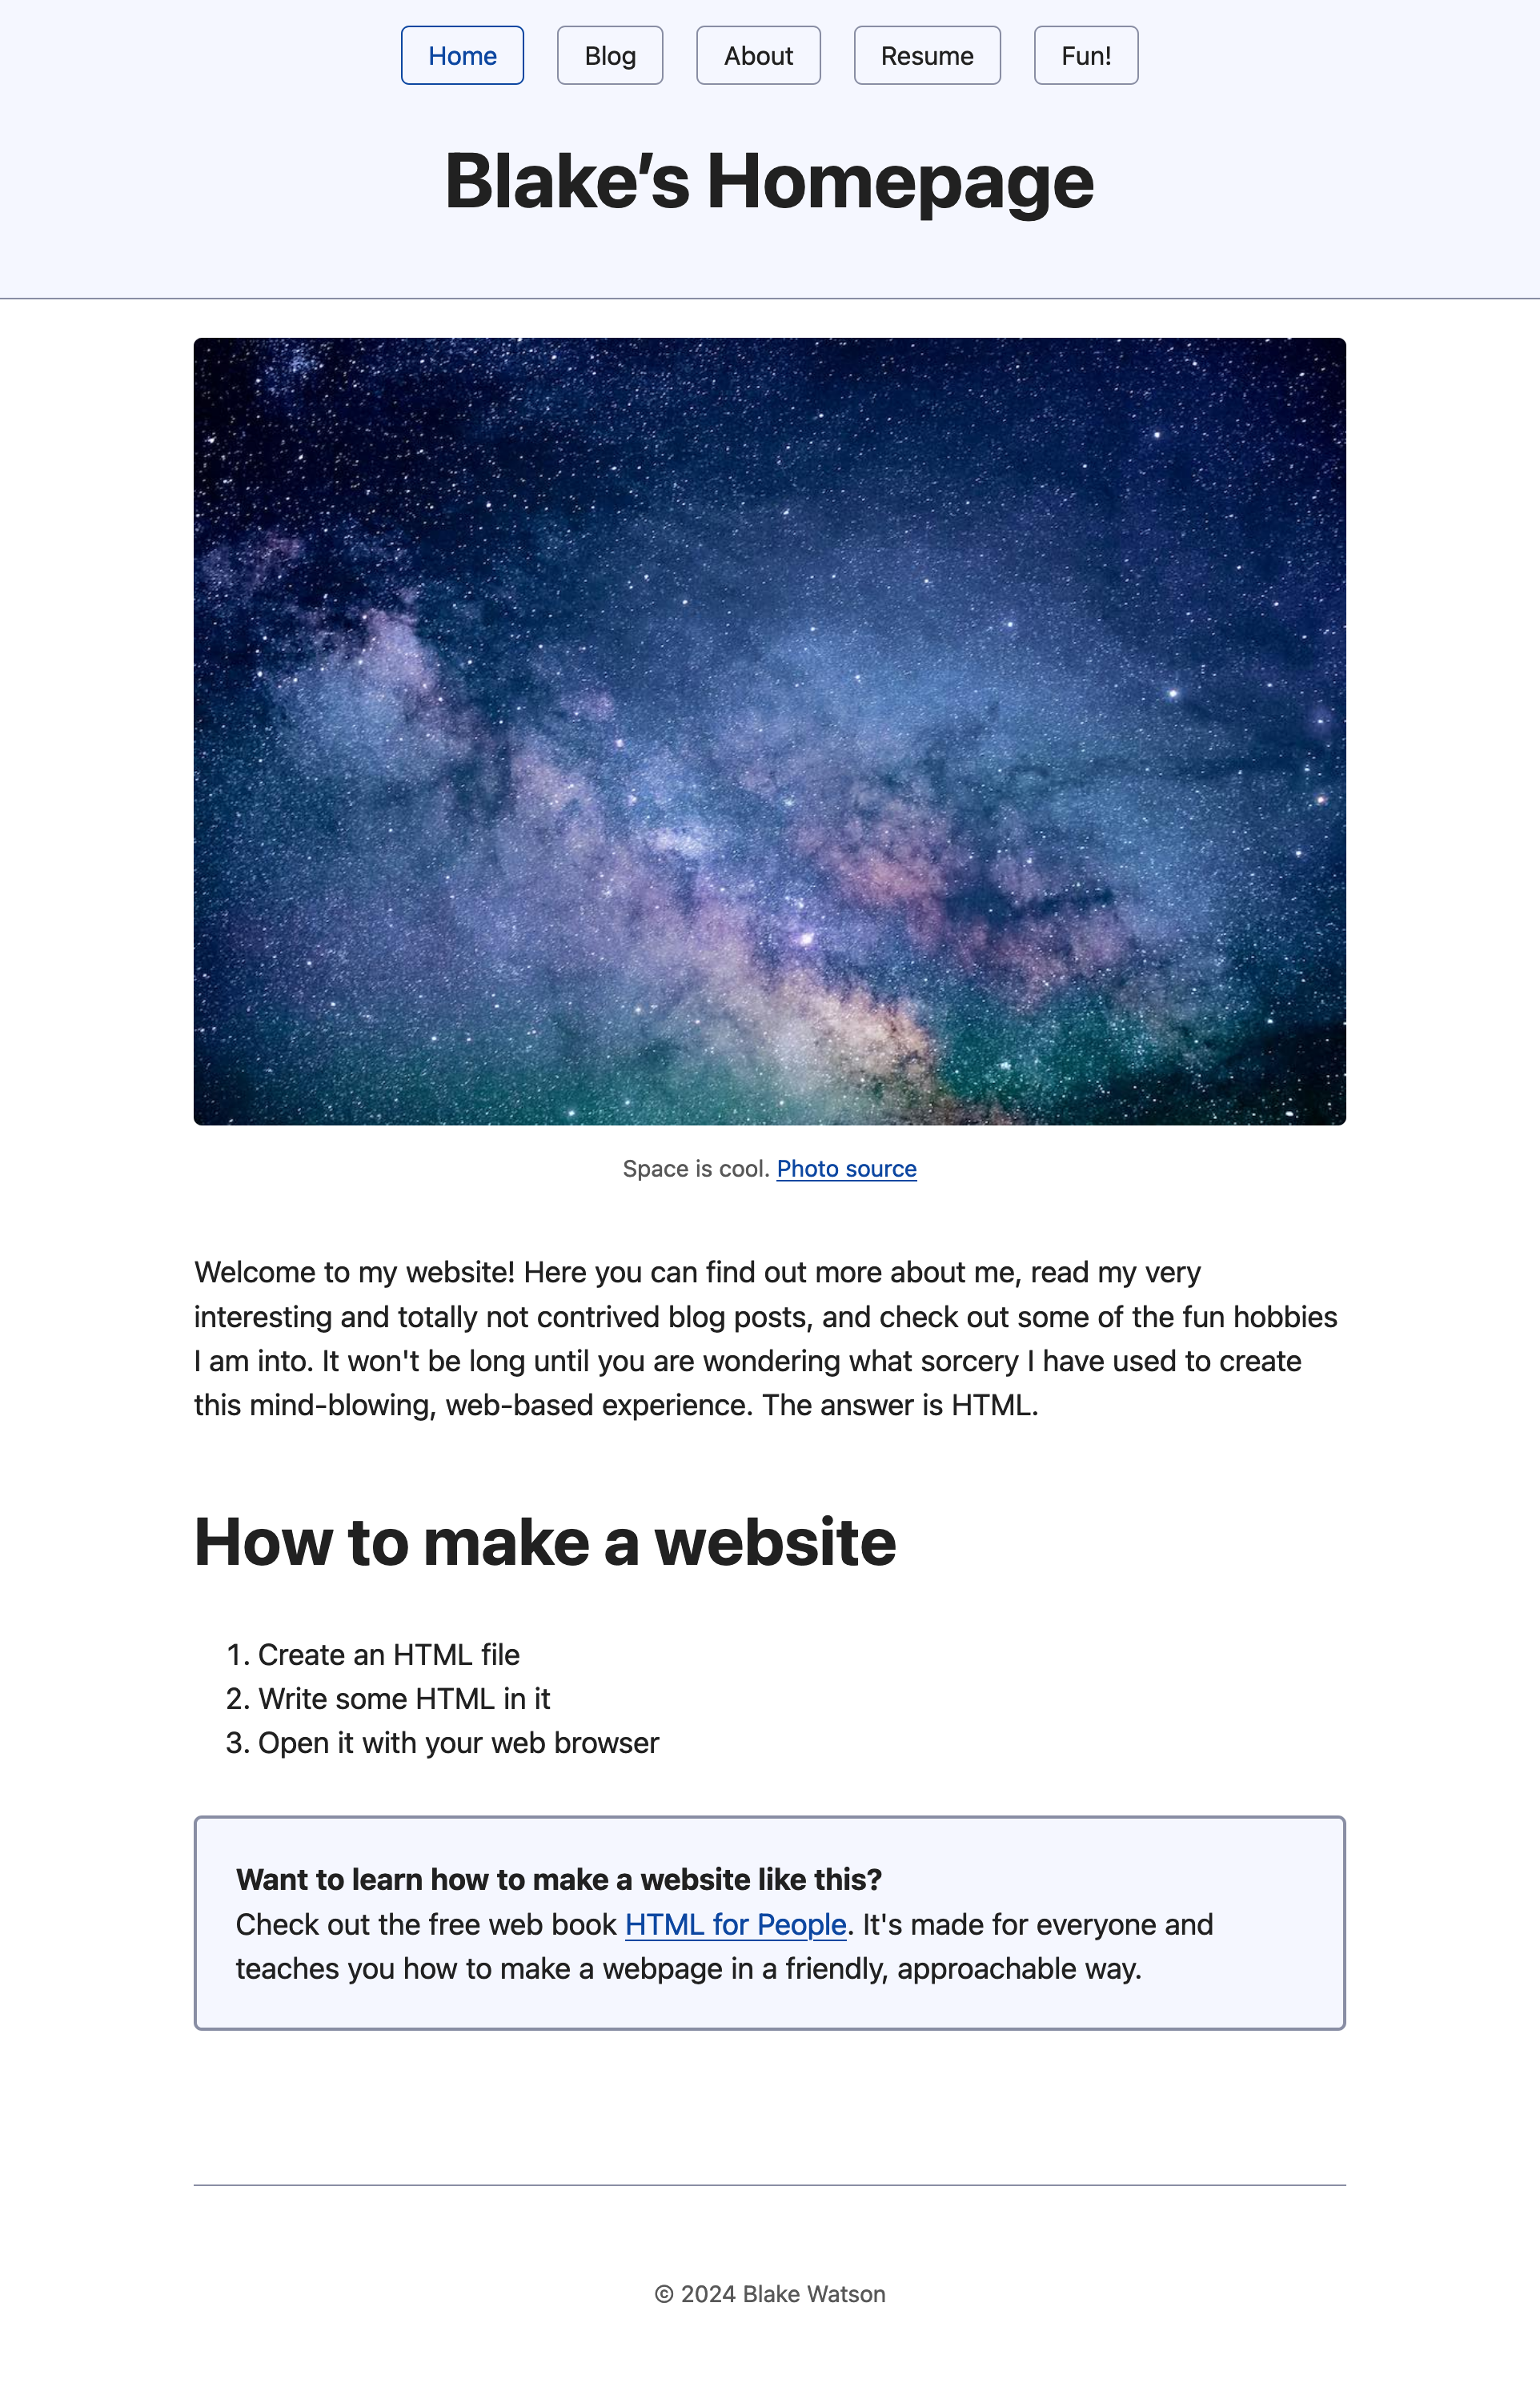 Home Blog About Resume Fun!
Blake’s Homepage
Space is cool. Photo source
Welcome to my website! Here you can find out more about me, read my very
interesting and totally not contrived blog posts, and check out some of the fun hobbies
I am into. It won't be long until you are wondering what sorcery I have used to create
this mind-blowing, web-based experience. The answer is HTML.
How to make a website
1. Create an HTML file
2. Write some HTML in it
3. Open it with your web browser
Want to learn how to make a website like this?
Check out the free web book HTML for People. It's made for everyone and
teaches you how to make a webpage in a friendly, approachable way.
© 2024 Blake Watson